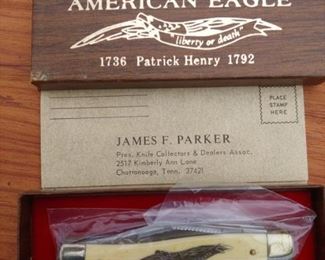 AMERICAN EAGLE
"liberty or death"
1736 Patrick Henry 1792
PLACE
STAMP
HERE
JAMES F. PARKER
Pres. Knife Collectors & Dealers Assoc.
2517 Kimberly Ann Lane
Chattanooga, Tenn. 37421